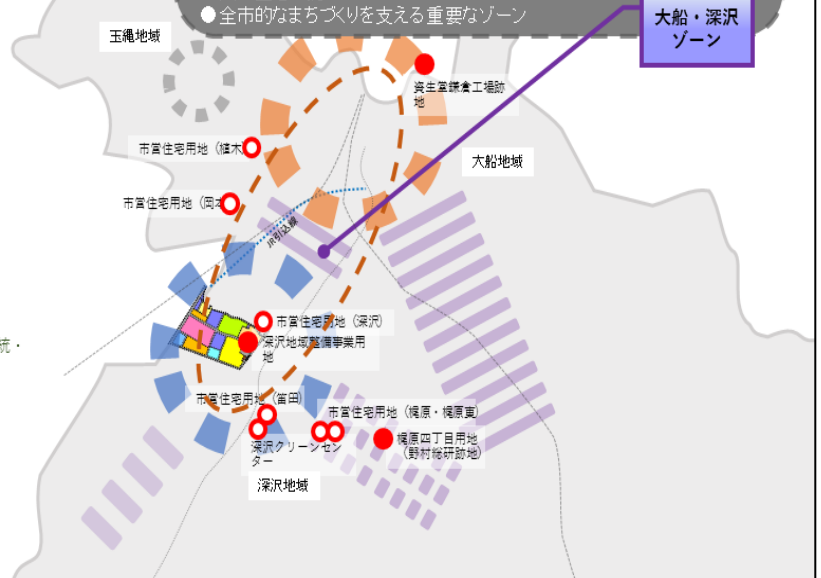 ●全市的なまちづくりを支える重要なゾーン
大船・深沢
ゾーン
玉縄地域
資生堂鎌倉工場跡
地
市営住宅用地（植木）
大船地域
市営住宅用地（岡本
JR引込線
市営住宅用地（深沢）
深沢地域整備事業用
地
統・
市営住宅用地（笛田）
市営住宅用地（梶原・梶原東）
梶原四丁目用地
（野村総研跡地）
深沢クリーンセン
ター
深沢地域